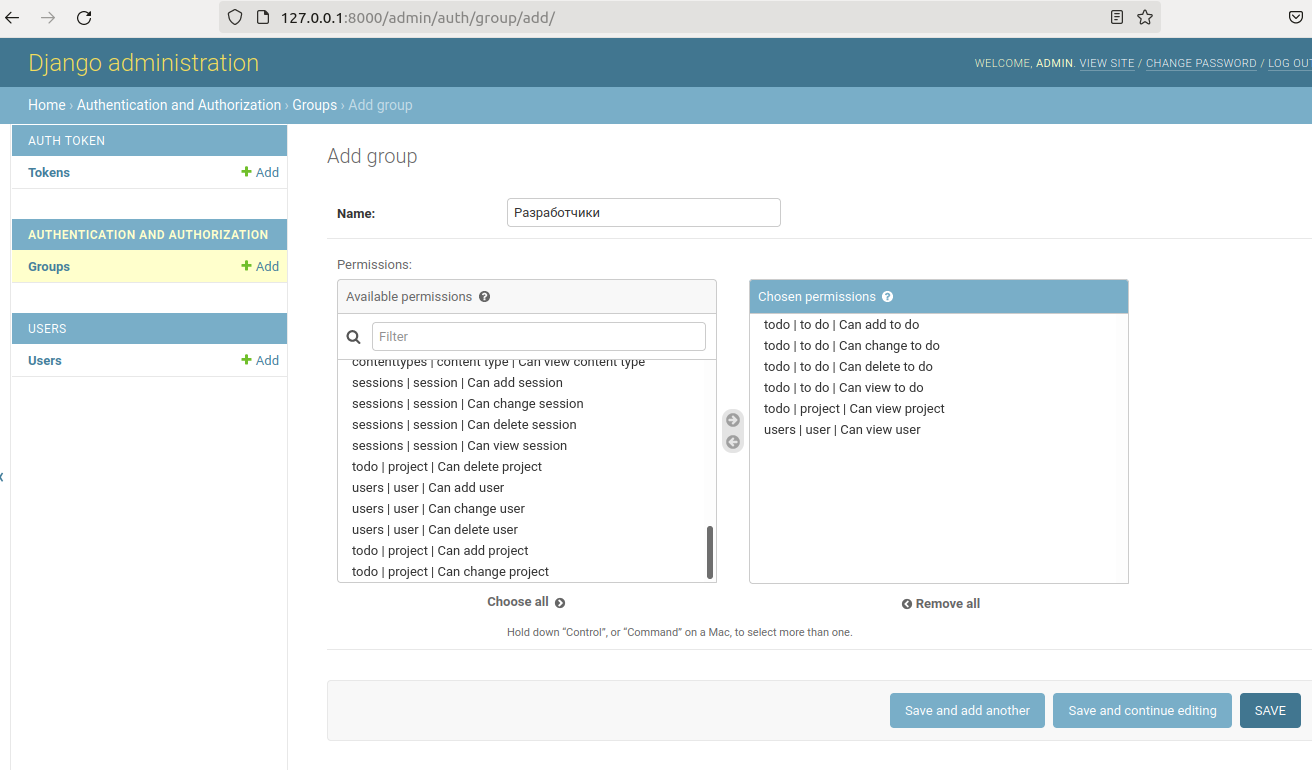 127.0.0.1:8000/admin/auth/group/add/
Django administration
WELCOME, ADMIN. VIEW SITE / CHANGE PASSWORD / LOG OUT
Home › Authentication and Authorization › Groups › Add group
AUTH TOKEN
Tokens + Add
AUTHENTICATION AND AUTHORIZATION
Groups + Add
USERS
Users + Add
Add group
Name: Разработчики
Permissions:
Available permissions ?
Filter
contenttypes | content type | Can view content type
sessions | session | Can add session
sessions | session | Can change session
sessions | session | Can delete session
sessions | session | Can view session
todo | project | Can delete project
users | user | Can add user
users | user | Can change user
users | user | Can delete user
todo | project | Can add project
todo | project | Can change project
Choose all
Chosen permissions ?
todo | to do | Can add to do
todo | to do | Can change to do
todo | to do | Can delete to do
todo | to do | Can view to do
todo | project | Can view project
users | user | Can view user
Remove all
Hold down “Control”, or “Command” on a Mac, to select more than one.
Save and add another
Save and continue editing
SAVE